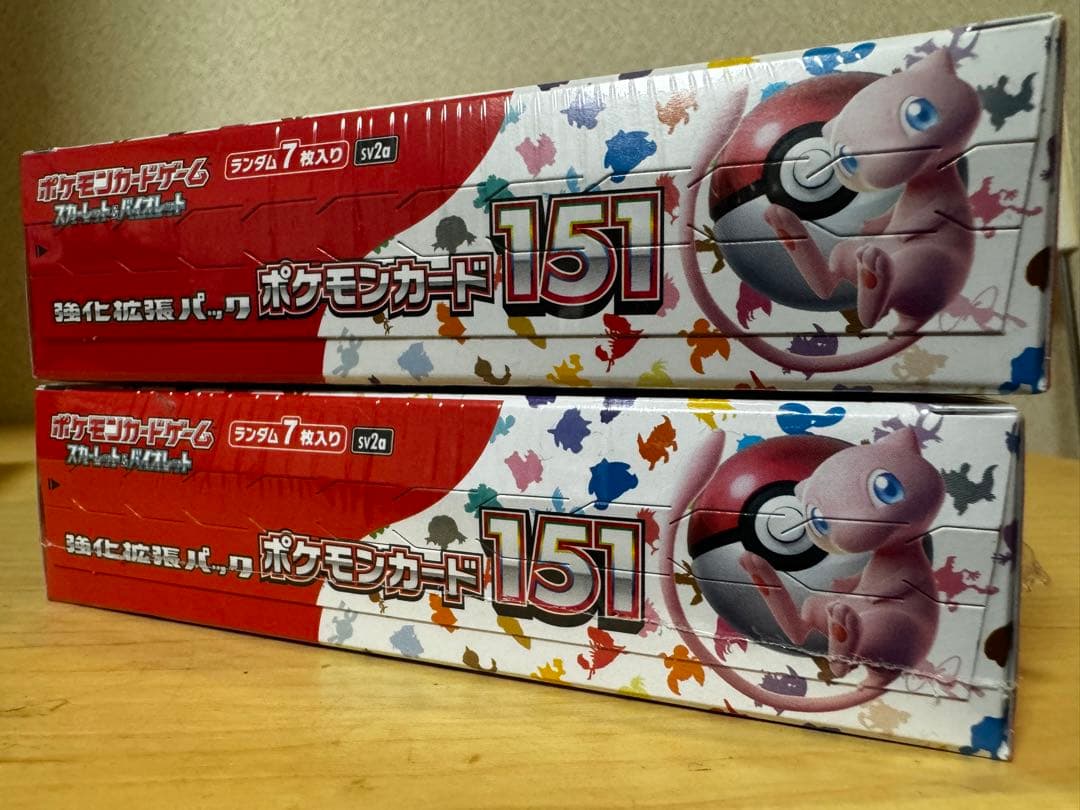 ポケモンカードゲーム
スカーレット&バイオレット
ランダム7枚入り
sv2a
強化拡張パック
ポケモンカード151
ポケモンカードゲーム
スカーレット&バイオレット
ランダム7枚入り
sv2a
強化拡張パック
ポケモンカード151